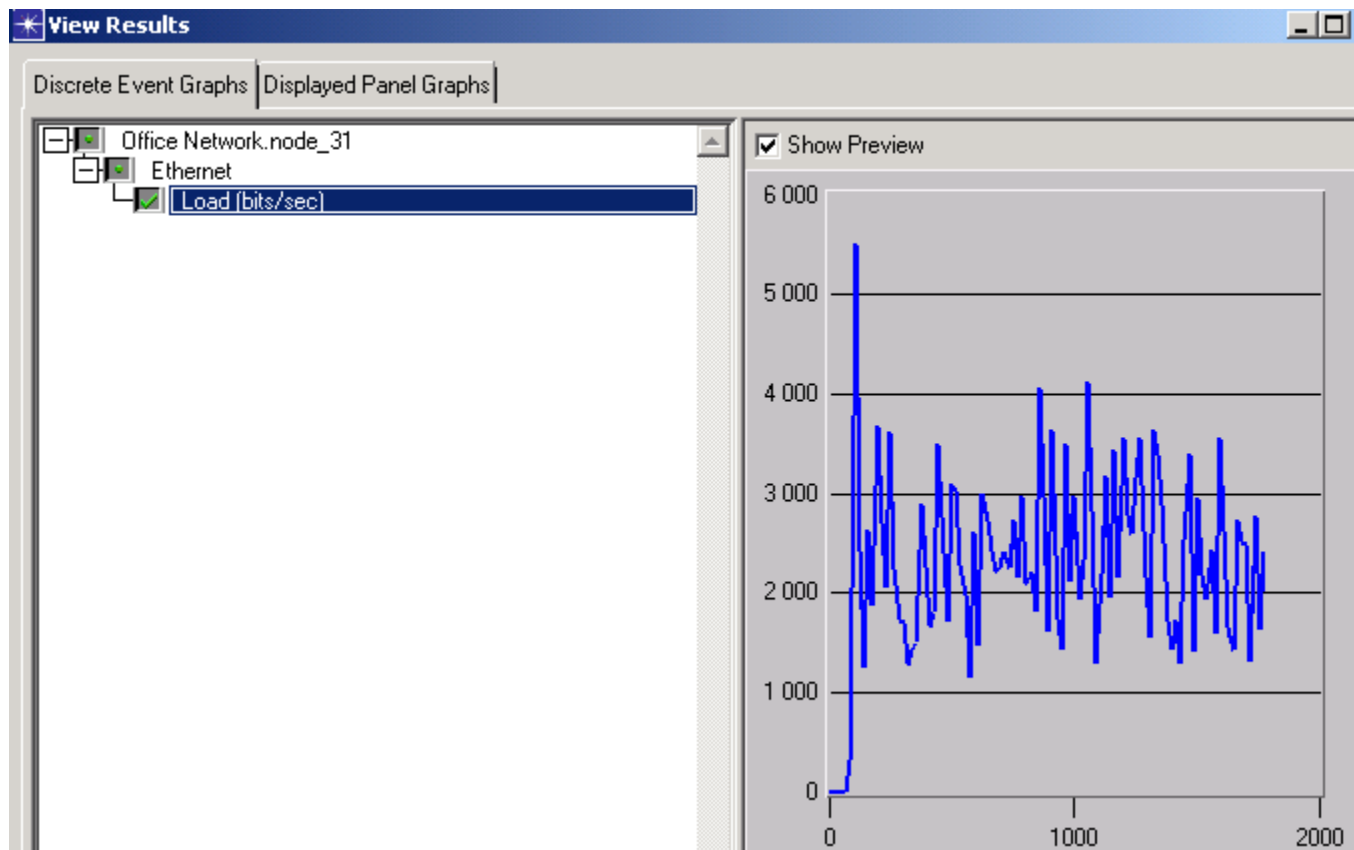 View Results
Discrete Event Graphs Displayed Panel Graphs
Office Network.node_31
Ethernet
Load (bits/sec)
Show Preview
6 000
5 000
4 000
3 000
2 000
1 000
0
0 1000 2000